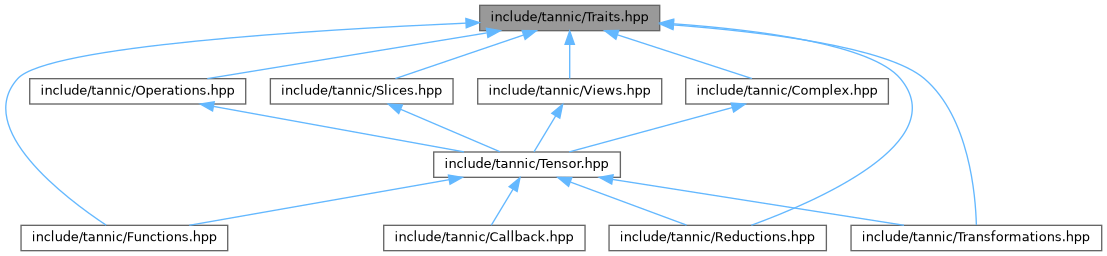 include/tannic/Traits.hpp
include/tannic/Operations.hpp
include/tannic/Slices.hpp
include/tannic/Views.hpp
include/tannic/Complex.hpp
include/tannic/Tensor.hpp
include/tannic/Functions.hpp
include/tannic/Callback.hpp
include/tannic/Reductions.hpp
include/tannic/Transformations.hpp